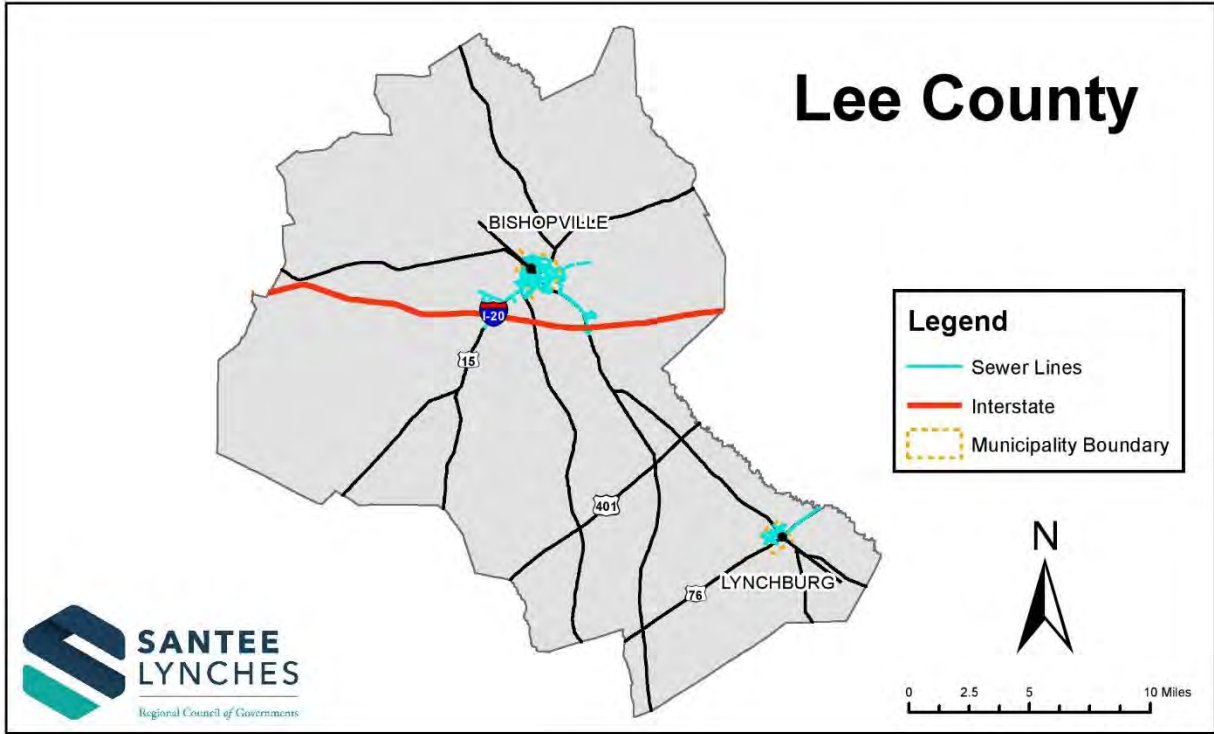 Lee County
BISHOPVILLE
I-20
15
401
76
LYNCHBURG
Legend
Sewer Lines
Interstate
Municipality Boundary
N
0 2.5 5 10 Miles
SANTEE
LYNCHES
Regional Council of Governments